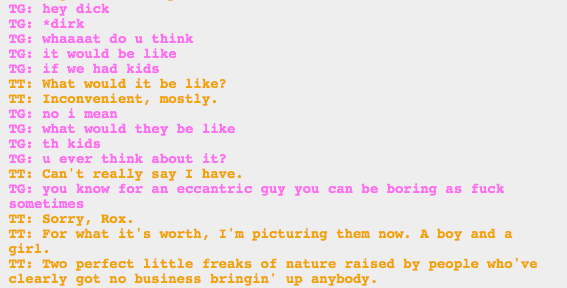 TG: hey dick
TG: *dirk
TG: whaaaat do u think
TG: it would be like
TG: if we had kids
TT: What would it be like?
TT: Inconvenient, mostly.
TG: no i mean
TG: what would they be like
TG: th kids
TG: u ever think about it?
TT: Can't really say I have.
TG: you know for an eccantric guy you can be boring as fuck
sometimes
TT: Sorry, Rox.
TT: For what it's worth, I'm picturing them now. A boy and a
girl.
TT: Two perfect little freaks of nature raised by people who've
clearly got no business bringin' up anybody.